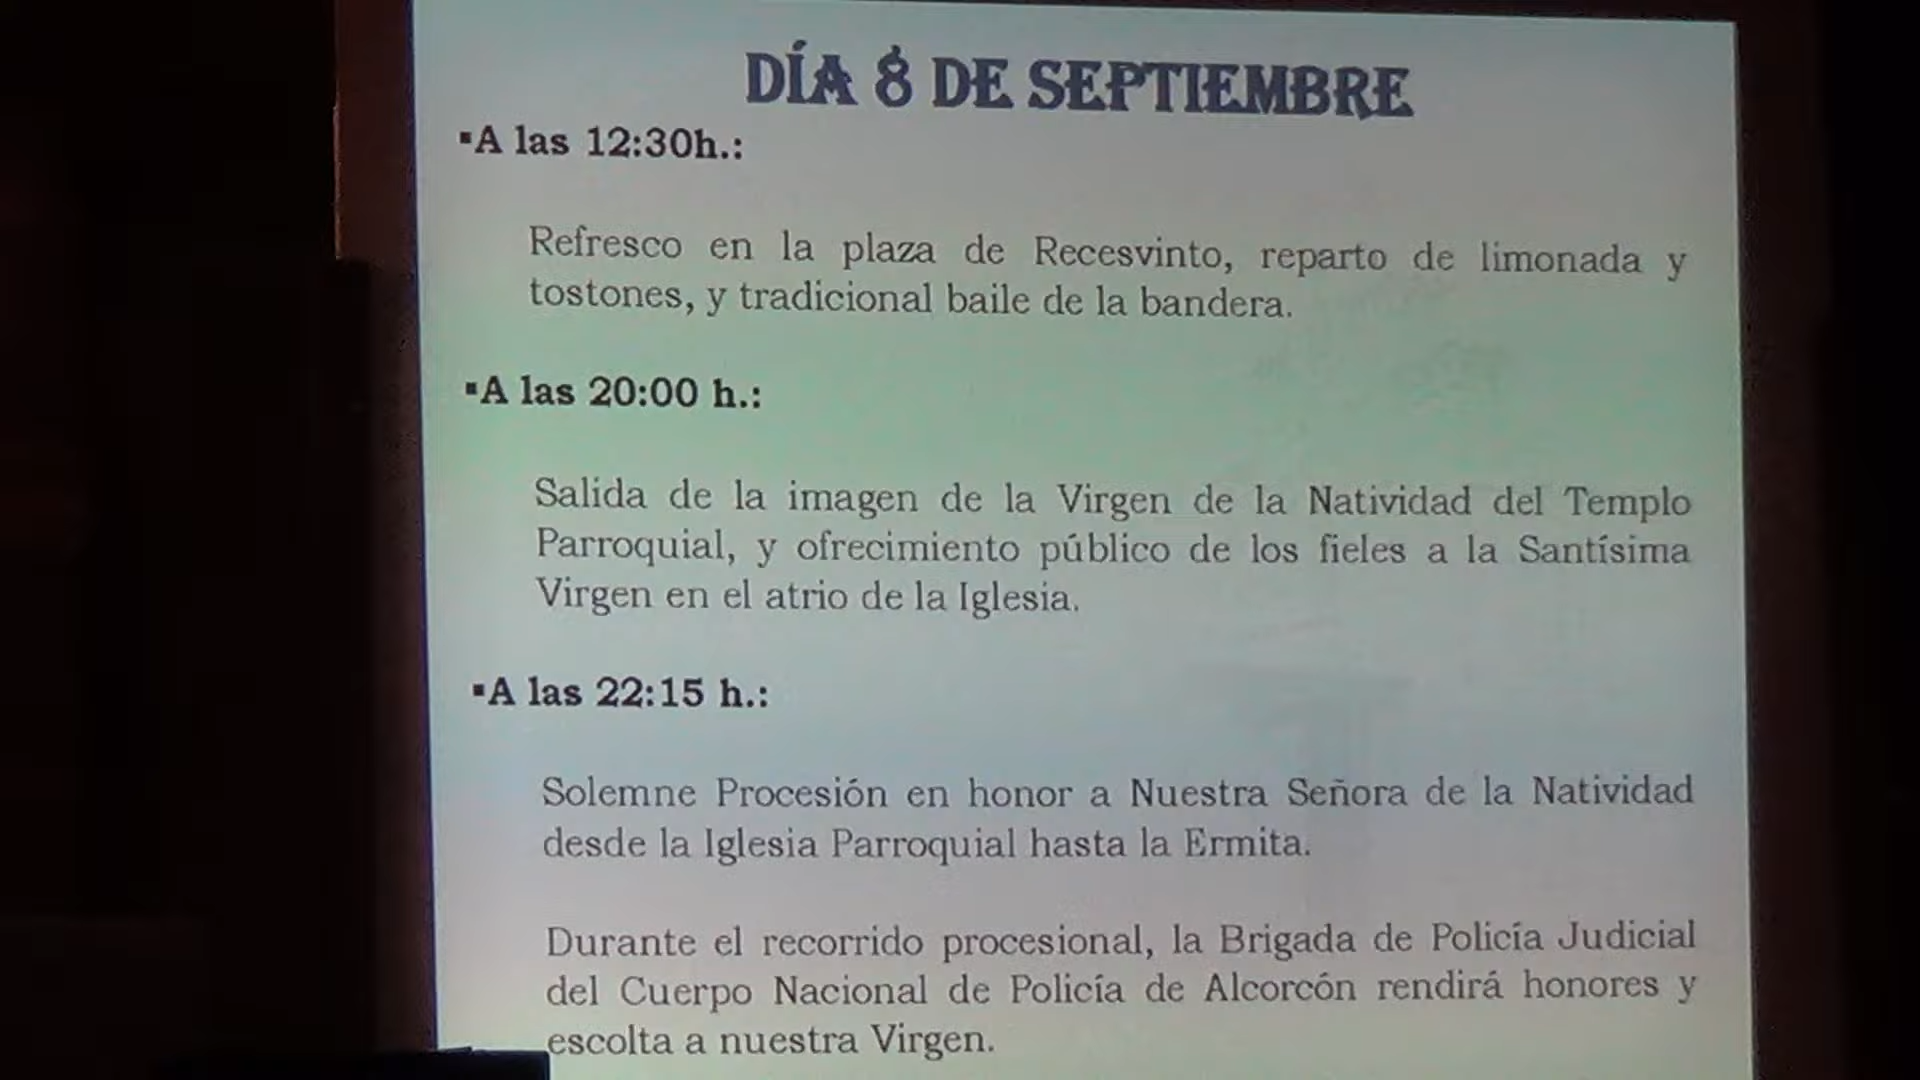 DÍA 8 DE SEPTIEMBRE
▪A las 12:30h.:
Refresco en la plaza de Recesvinto, reparto de limonada y
tostones, y tradicional baile de la bandera.
▪A las 20:00 h.:
Salida de la imagen de la Virgen de la Natividad del Templo
Parroquial, y ofrecimiento público de los fieles a la Santísima
Virgen en el atrio de la Iglesia.
▪A las 22:15 h.:
Solemne Procesión en honor a Nuestra Señora de la Natividad
desde la Iglesia Parroquial hasta la Ermita.
Durante el recorrido procesional, la Brigada de Policía Judicial
del Cuerpo Nacional de Policía de Alcorcón rendirá honores y
escolta a nuestra Virgen.